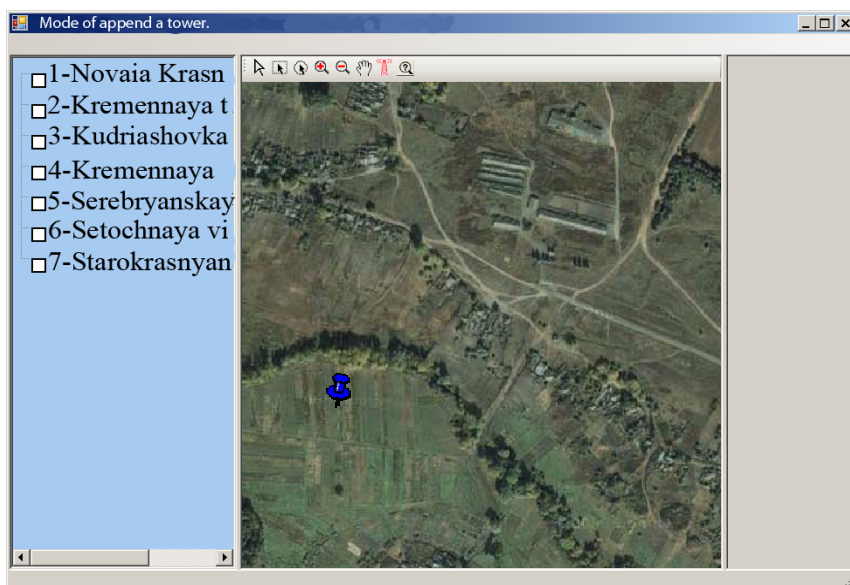 Mode of append a tower.
1-Novaia Krasn
2-Kremennaya t
3-Kudriashovka
4-Kremennaya
5-Serebryanskay
6-Setochnaya vi
7-Starokrasnyan